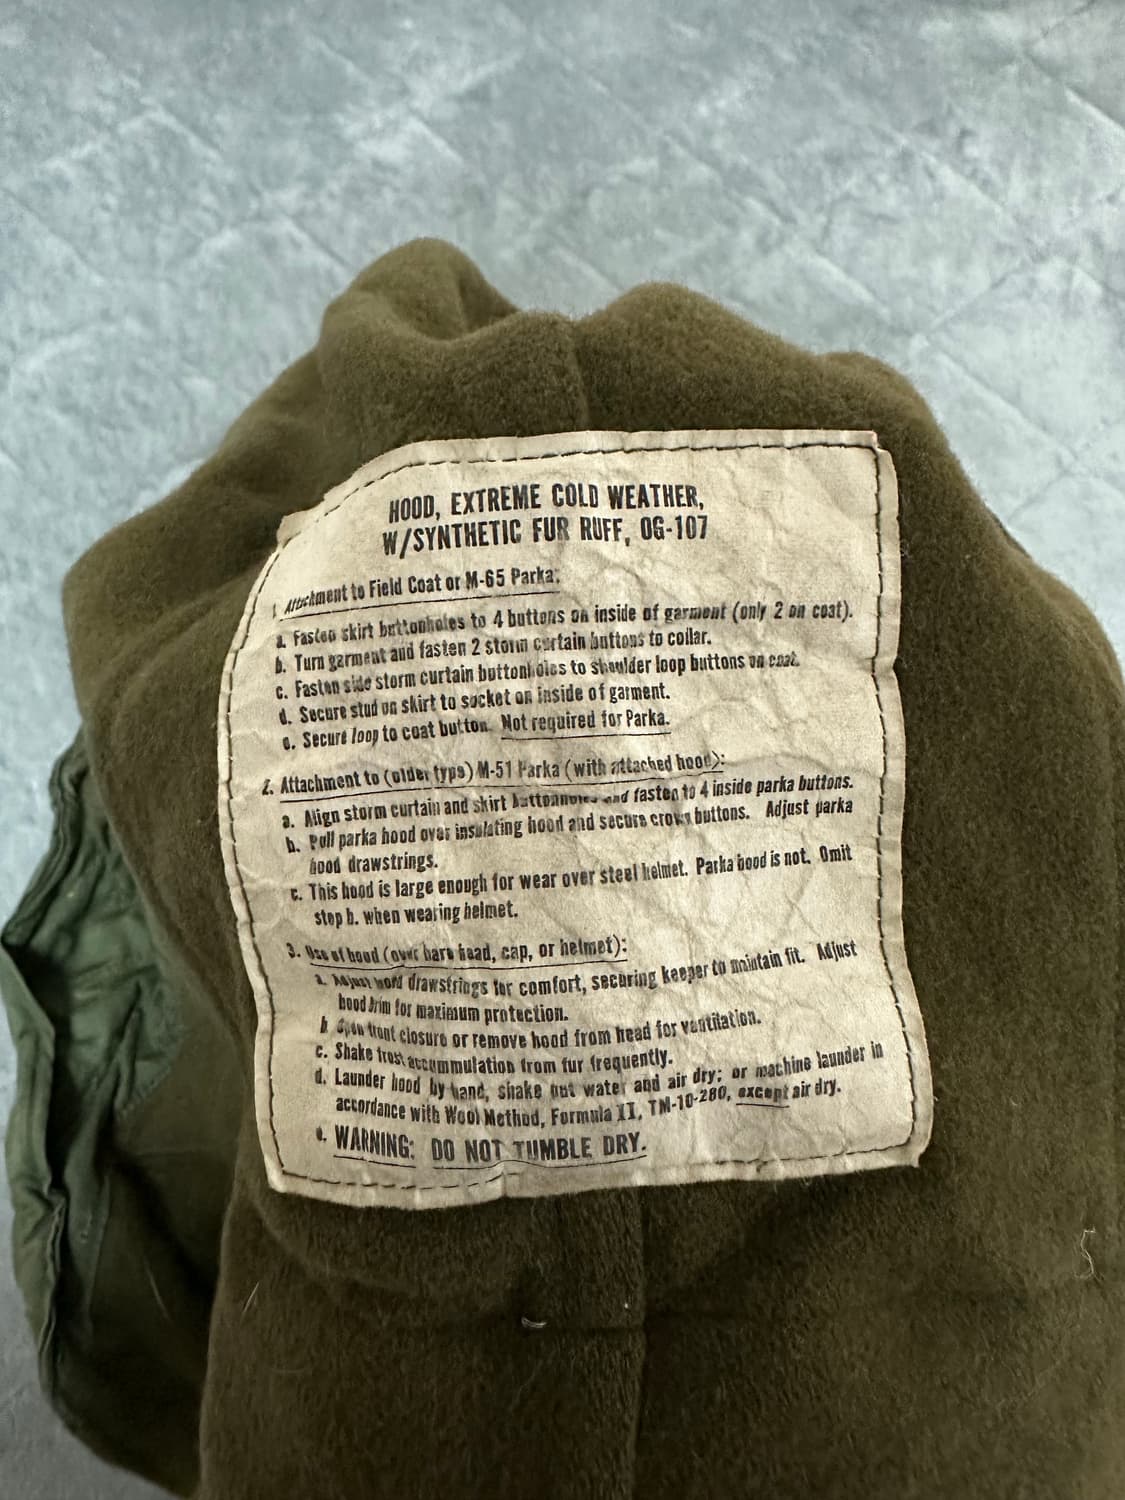 HOOD, EXTREME COLD WEATHER,
W/SYNTHETIC FUR RUFF, OG-107
1. Attachment to Field Coat or M-65 Parka:
a. Fasten skirt buttonholes to 4 buttons on inside of garment (only 2 on coat).
b. Turn garment and fasten 2 storm curtain buttons to collar.
c. Fasten side storm curtain buttonholes to shoulder loop buttons on coat.
d. Secure stud on skirt to socket on inside of garment.
e. Secure loop to coat button. Not required for Parka.
2. Attachment to (older type) M-51 Parka (with attached hood):
a. Align storm curtain and skirt buttonholes and fasten to 4 inside parka buttons.
b. Pull parka hood over insulating hood and secure crown buttons. Adjust parka
hood drawstrings.
c. This hood is large enough for wear over steel helmet. Parka hood is not. Omit
step b. when wearing helmet.
3. Use of hood (over bare head, cap, or helmet):
a. Adjust hood drawstrings for comfort, securing keeper to maintain fit. Adjust
hood brim for maximum protection.
b. Open front closure or remove hood from head for ventilation.
c. Shake frost accummulation from fur frequently.
d. Launder hood by hand, shake out water and air dry; or machine launder in
accordance with Wool Method, Formula II, TM-10-280, except air dry.
e. WARNING: DO NOT TUMBLE DRY.